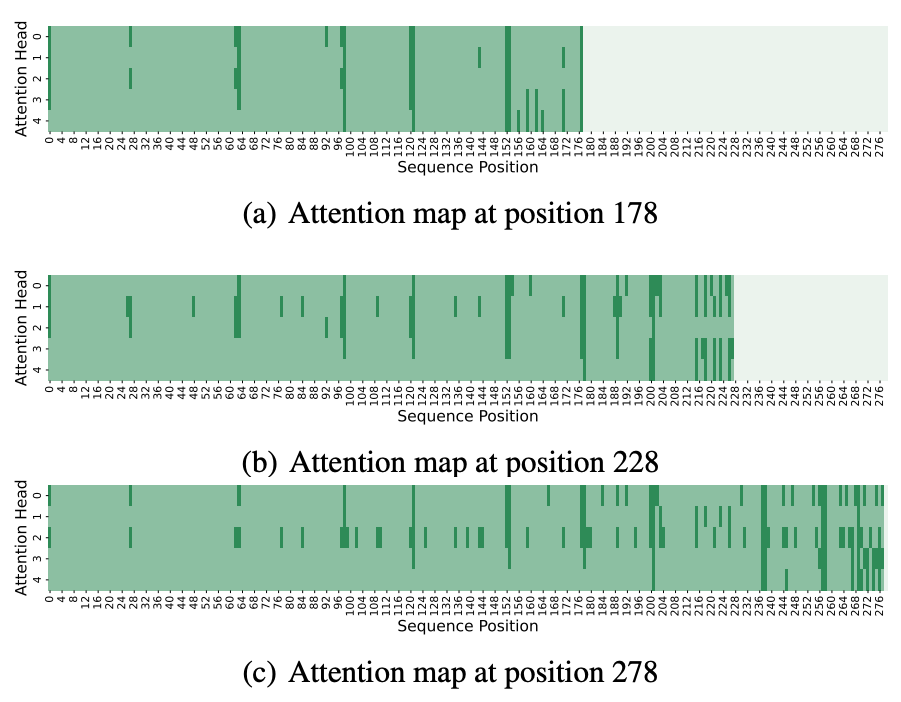 Attention Head
0
1
2
3
4
0 4 8 12 16 20 24 28 32 36 40 44 48 52 56 60 64 68 72 76 80 84 88 92 96 100 104 108 112 116 120 124 128 132 136 140 144 148 152 156 160 164 168 172 176 180 184 188 192 196 200 204 208 212 216 220 224 228 232 236 240 244 248 252 256 260 264 268 272 276
Sequence Position
(a) Attention map at position 178
Attention Head
0
1
2
3
4
0 4 8 12 16 20 24 28 32 36 40 44 48 52 56 60 64 68 72 76 80 84 88 92 96 100 104 108 112 116 120 124 128 132 136 140 144 148 152 156 160 164 168 172 176 180 184 188 192 196 200 204 208 212 216 220 224 228 232 236 240 244 248 252 256 260 264 268 272 276
Sequence Position
(b) Attention map at position 228
Attention Head
0
1
2
3
4
0 4 8 12 16 20 24 28 32 36 40 44 48 52 56 60 64 68 72 76 80 84 88 92 96 100 104 108 112 116 120 124 128 132 136 140 144 148 152 156 160 164 168 172 176 180 184 188 192 196 200 204 208 212 216 220 224 228 232 236 240 244 248 252 256 260 264 268 272 276
Sequence Position
(c) Attention map at position 278